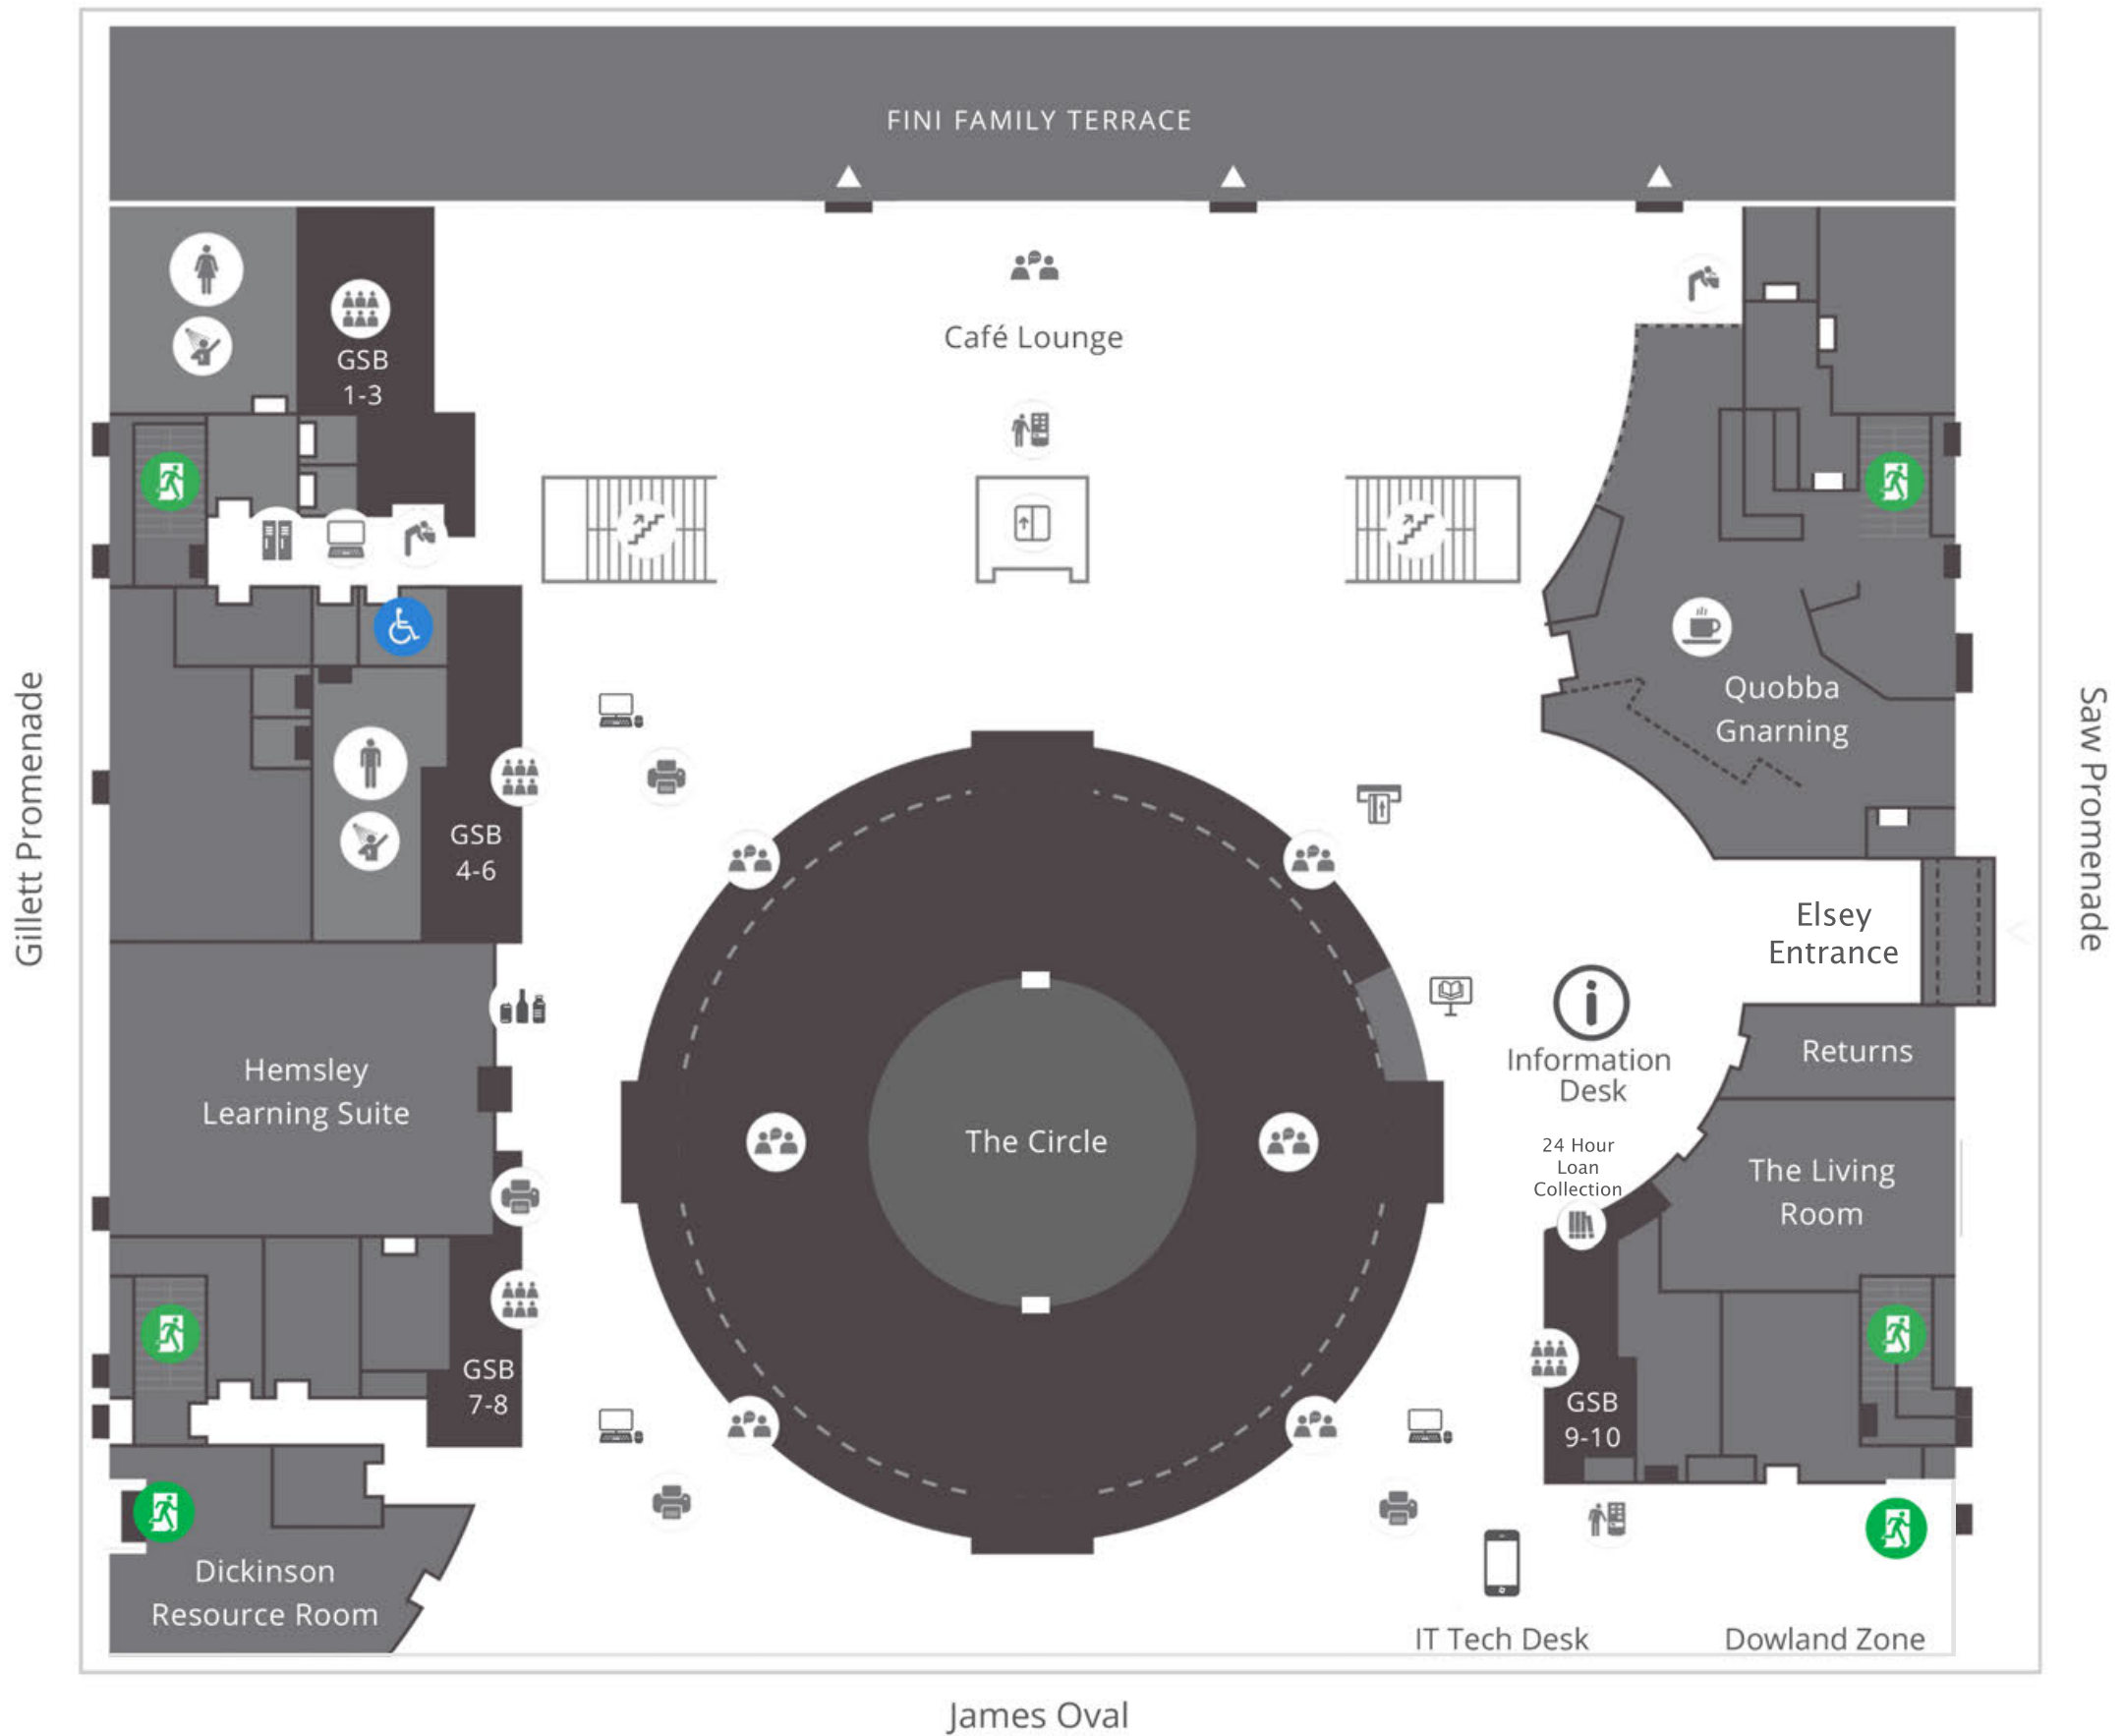 FINI FAMILY TERRACE
GSB
1-3
Café Lounge
Quobba
Gnarning
Gillett Promenade
Saw Promenade
GSB
4-6
Elsey
Entrance
Information
Desk
Returns
Hemsley
Learning Suite
The Circle
24 Hour
Loan
Collection
The Living
Room
GSB
7-8
GSB
9-10
Dickinson
Resource Room
IT Tech Desk
Dowland Zone
James Oval